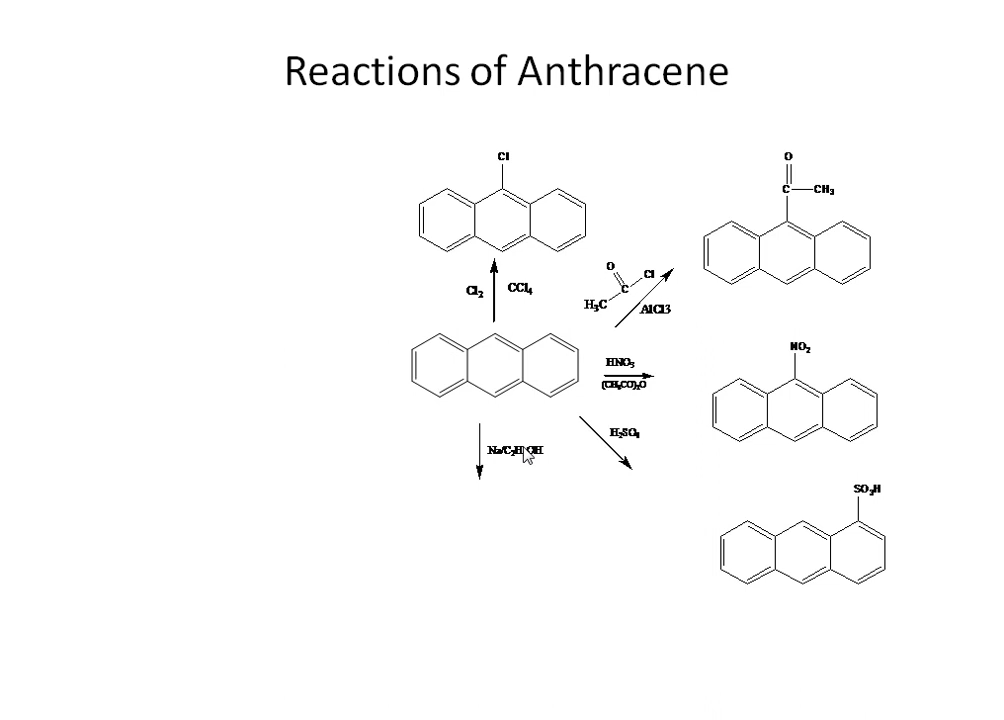 Reactions of Anthracene
Cl
O
C—CH3
Cl2 CCl4
O
Cl
C
H3C
AlCl3
HNO3
(CH3CO)2O
NO2
H2SO4
Na/C2H5OH
SO3H